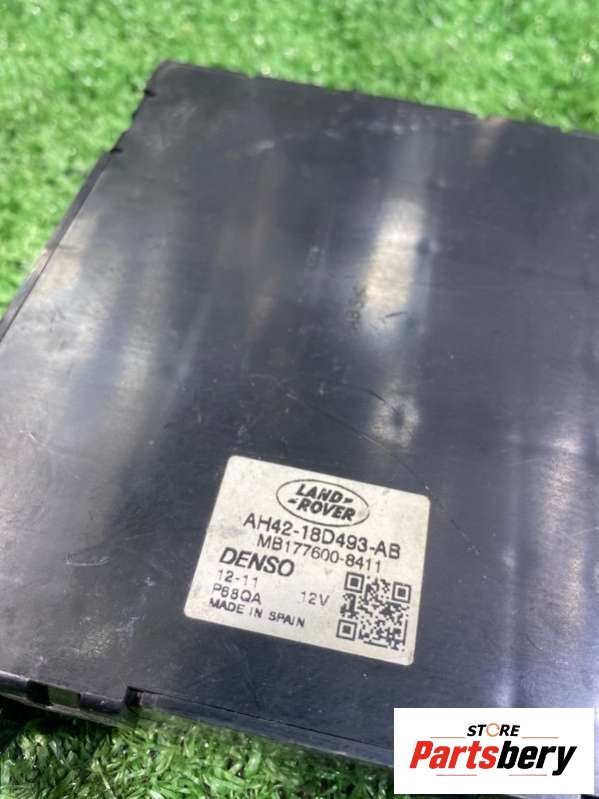 LAND-
-ROVER
AH42-18D493-AB
MB177600-8411
DENSO
12-11 12V
P68QA
MADE IN SPAIN
STORE
Partsbery